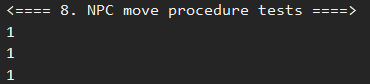 <==== 8. NPC move procedure tests ====>
1
1
1